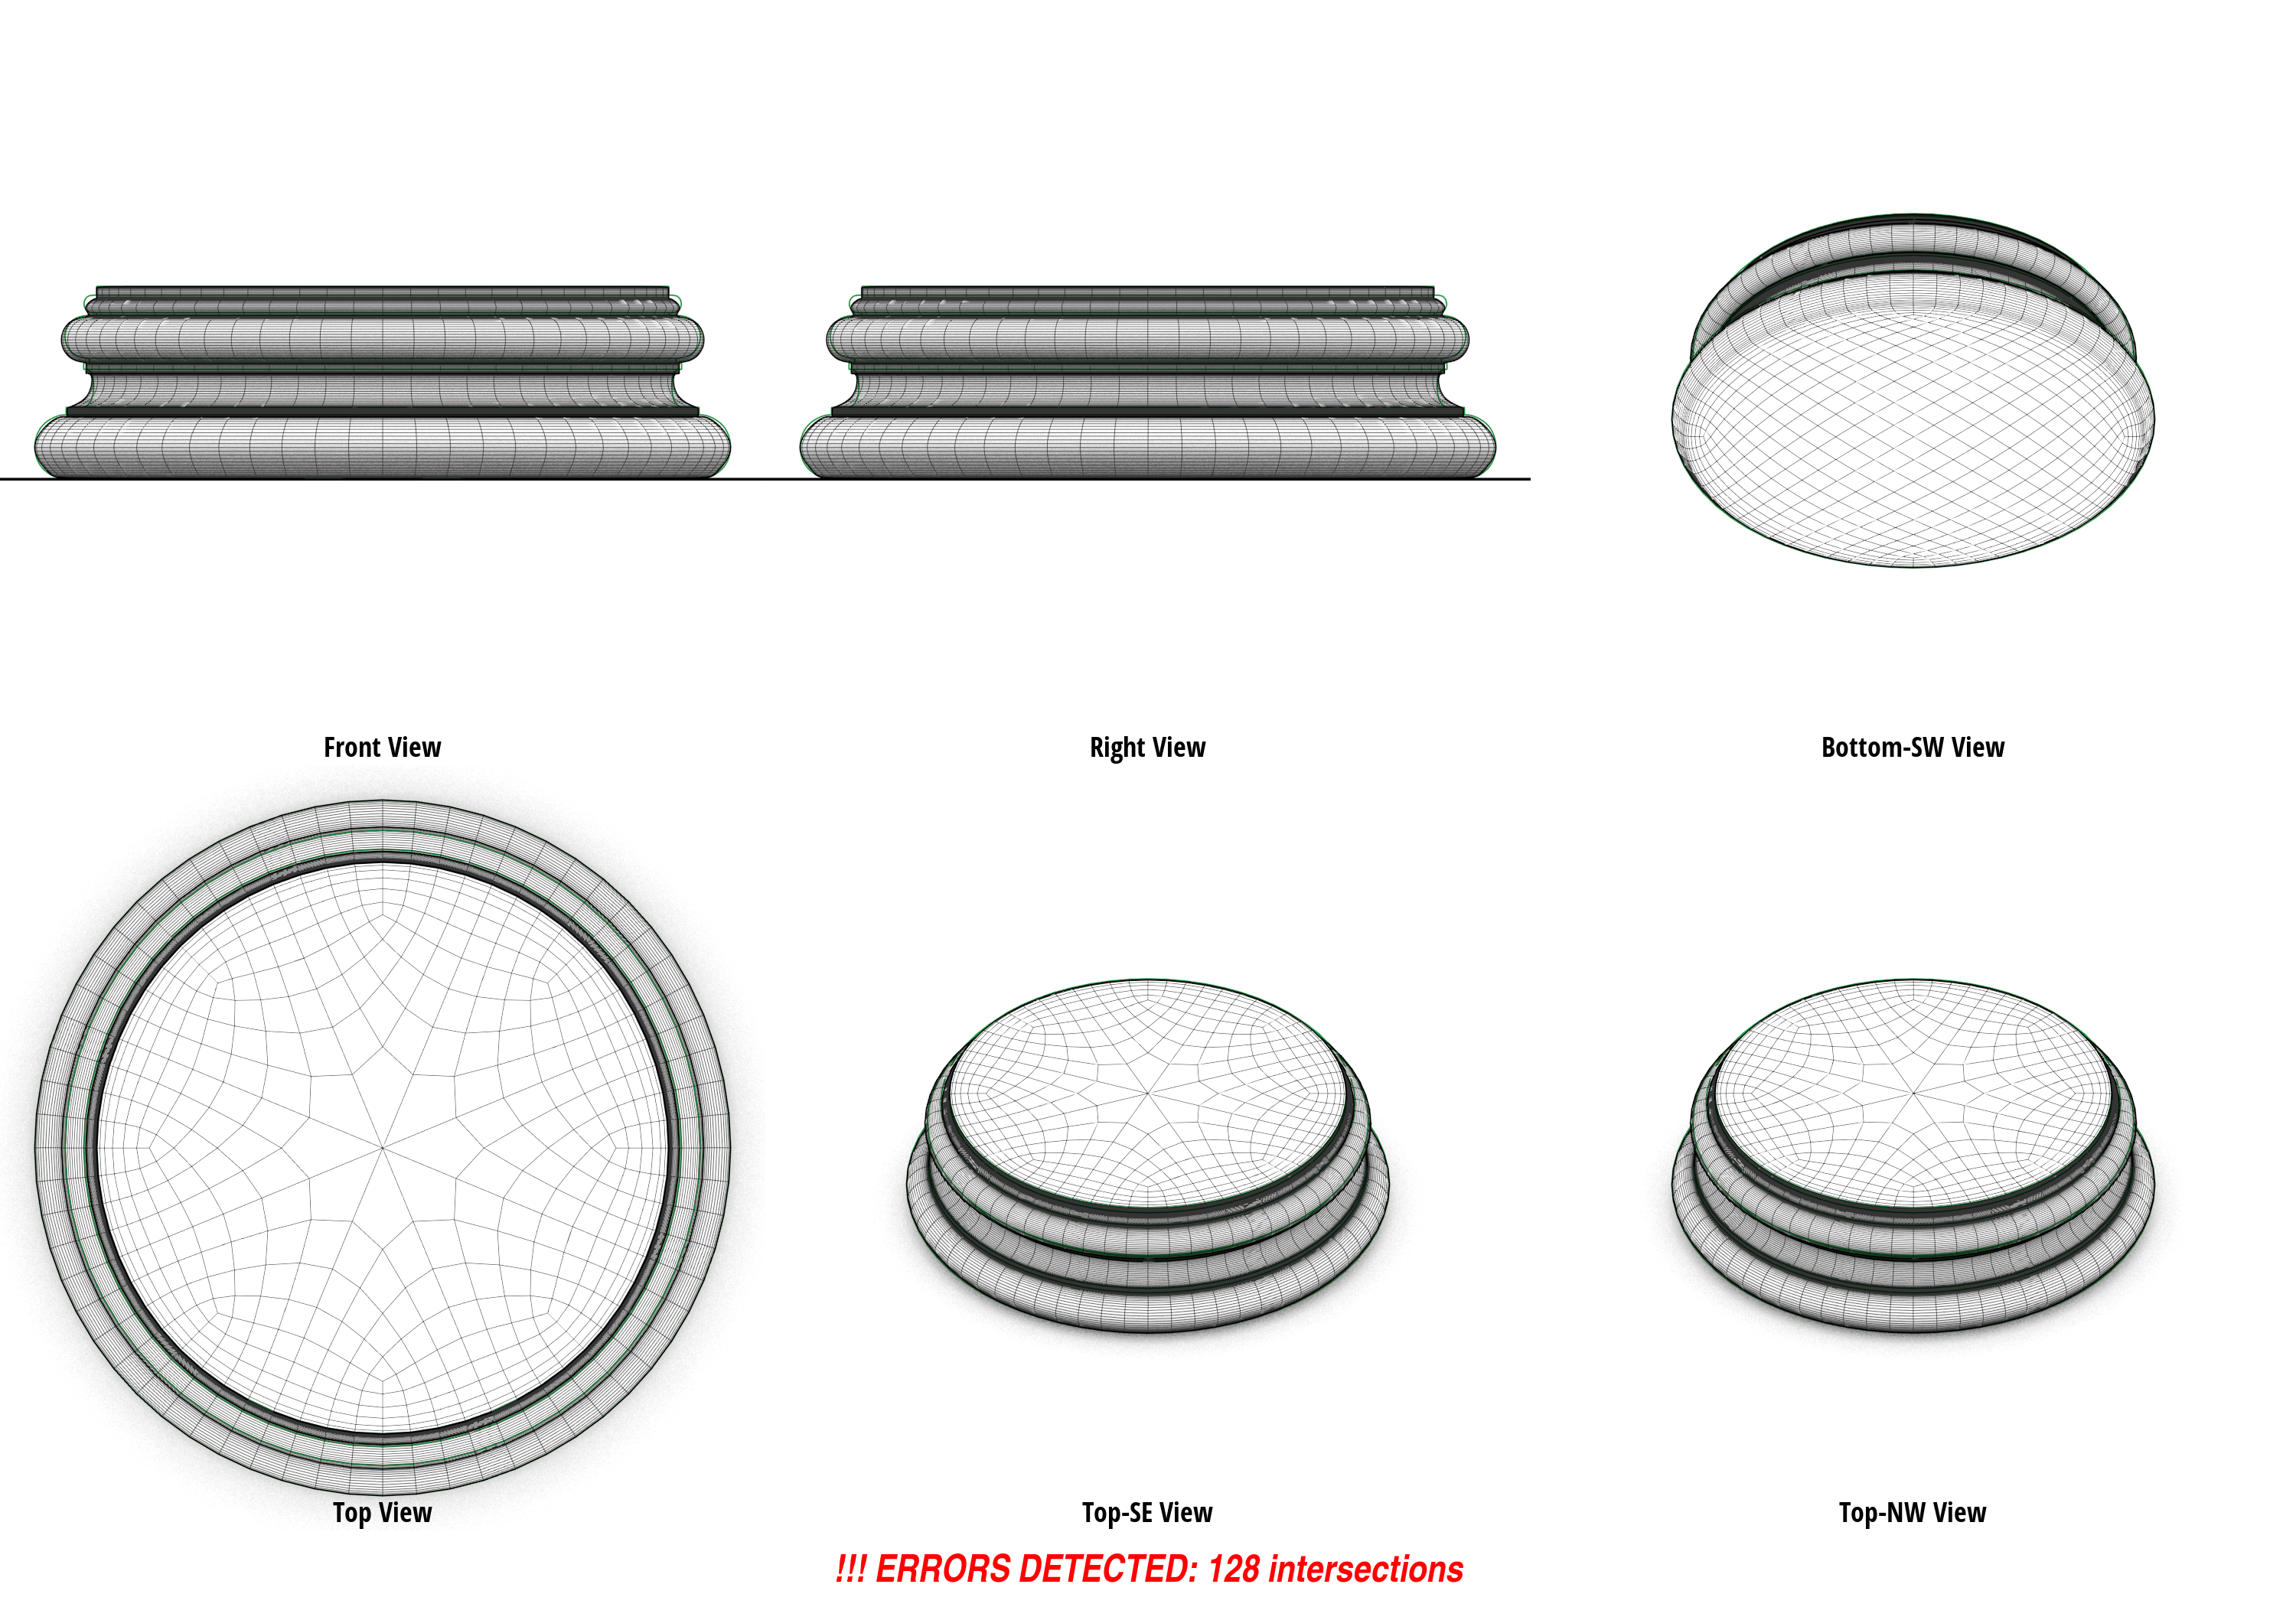 Front View
Right View
Bottom-SW View
Top View
Top-SE View
Top-NW View
!!! ERRORS DETECTED: 128 intersections